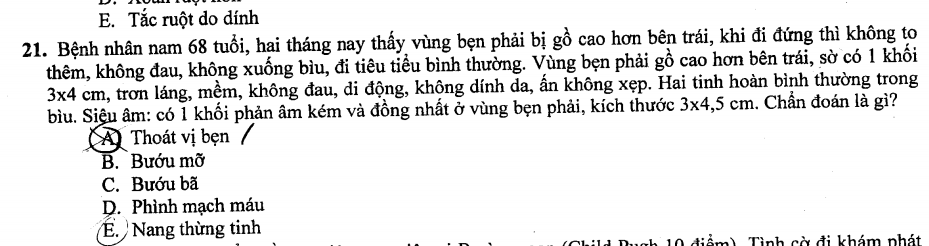 E. Tắc ruột do dính
21. Bệnh nhân nam 68 tuổi, hai tháng nay thấy vùng bẹn phải bị gồ cao hơn bên trái, khi đi đứng thì không to
thêm, không đau, không xuống bìu, đi tiêu tiểu bình thường. Vùng bẹn phải gồ cao hơn bên trái, sờ có 1 khối
3x4 cm, trơn láng, mềm, không đau, di động, không dính da, ấn không xẹp. Hai tinh hoàn bình thường trong
bìu. Siêu âm: có 1 khối phản âm kém và đồng nhất ở vùng bẹn phải, kích thước 3x4,5 cm. Chẩn đoán là gì?
A. Thoát vị bẹn
B. Bướu mỡ
C. Bướu bã
D. Phình mạch máu
E. Nang thừng tinh
10 điểm). Tình cờ đi khám phát